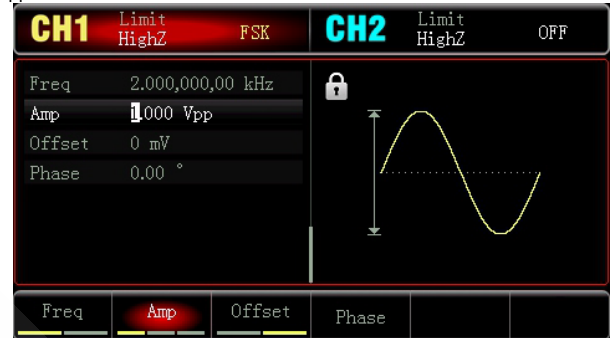 CH1 Limit HighZ FSK CH2 Limit HighZ OFF
Freq 2.000,000,00 kHz
Amp 1.000 Vpp
Offset 0 mV
Phase 0.00 °
Freq Amp Offset Phase